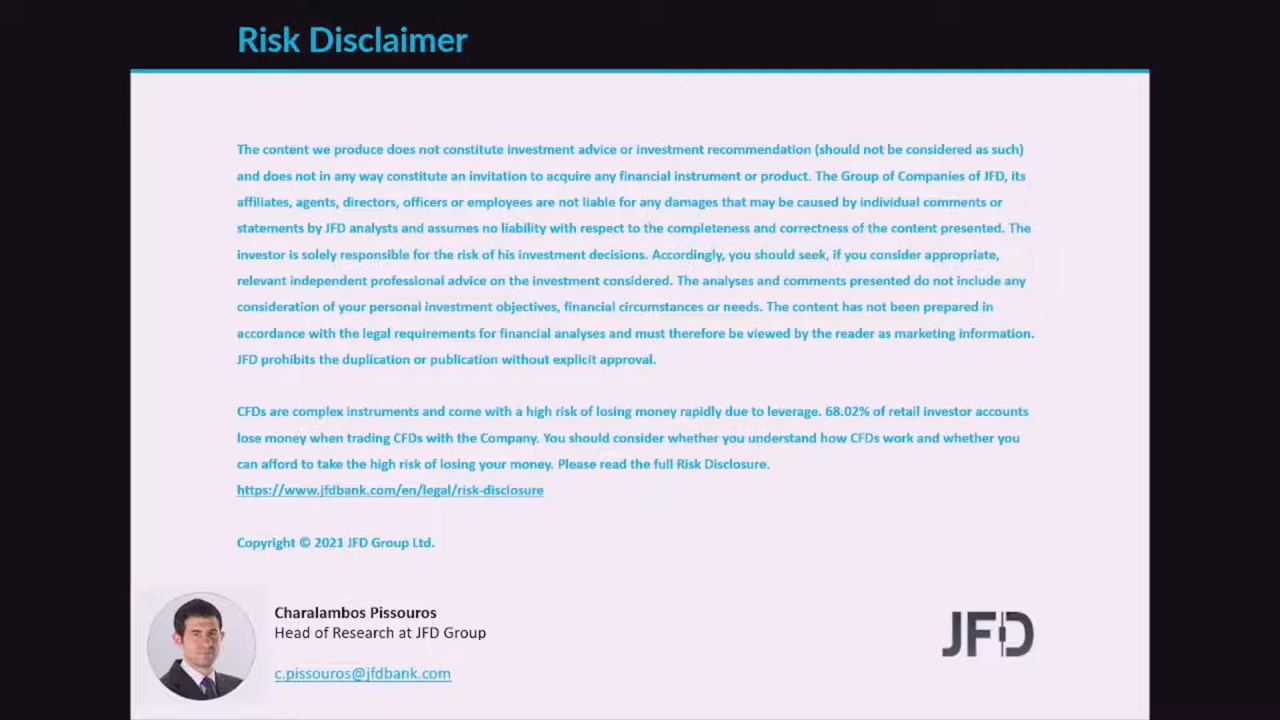 Risk Disclaimer
The content we produce does not constitute investment advice or investment recommendation (should not be considered as such)
and does not in any way constitute an invitation to acquire any financial instrument or product. The Group of Companies of JFD, its
affiliates, agents, directors, officers or employees are not liable for any damages that may be caused by individual comments or
statements by JFD analysts and assumes no liability with respect to the completeness and correctness of the content presented. The
investor is solely responsible for the risk of his investment decisions. Accordingly, you should seek, if you consider appropriate,
relevant independent professional advice on the investment considered. The analyses and comments presented do not include any
consideration of your personal investment objectives, financial circumstances or needs. The content has not been prepared in
accordance with the legal requirements for financial analyses and must therefore be viewed by the reader as marketing information.
JFD prohibits the duplication or publication without explicit approval.
CFDs are complex instruments and come with a high risk of losing money rapidly due to leverage. 68.02% of retail investor accounts
lose money when trading CFDs with the Company. You should consider whether you understand how CFDs work and whether you
can afford to take the high risk of losing your money. Please read the full Risk Disclosure.
https://www.jfdbank.com/en/legal/risk-disclosure
Copyright © 2021 JFD Group Ltd.
Charalambos Pissouros
Head of Research at JFD Group
c.pissouros@jfdbank.com
JFD